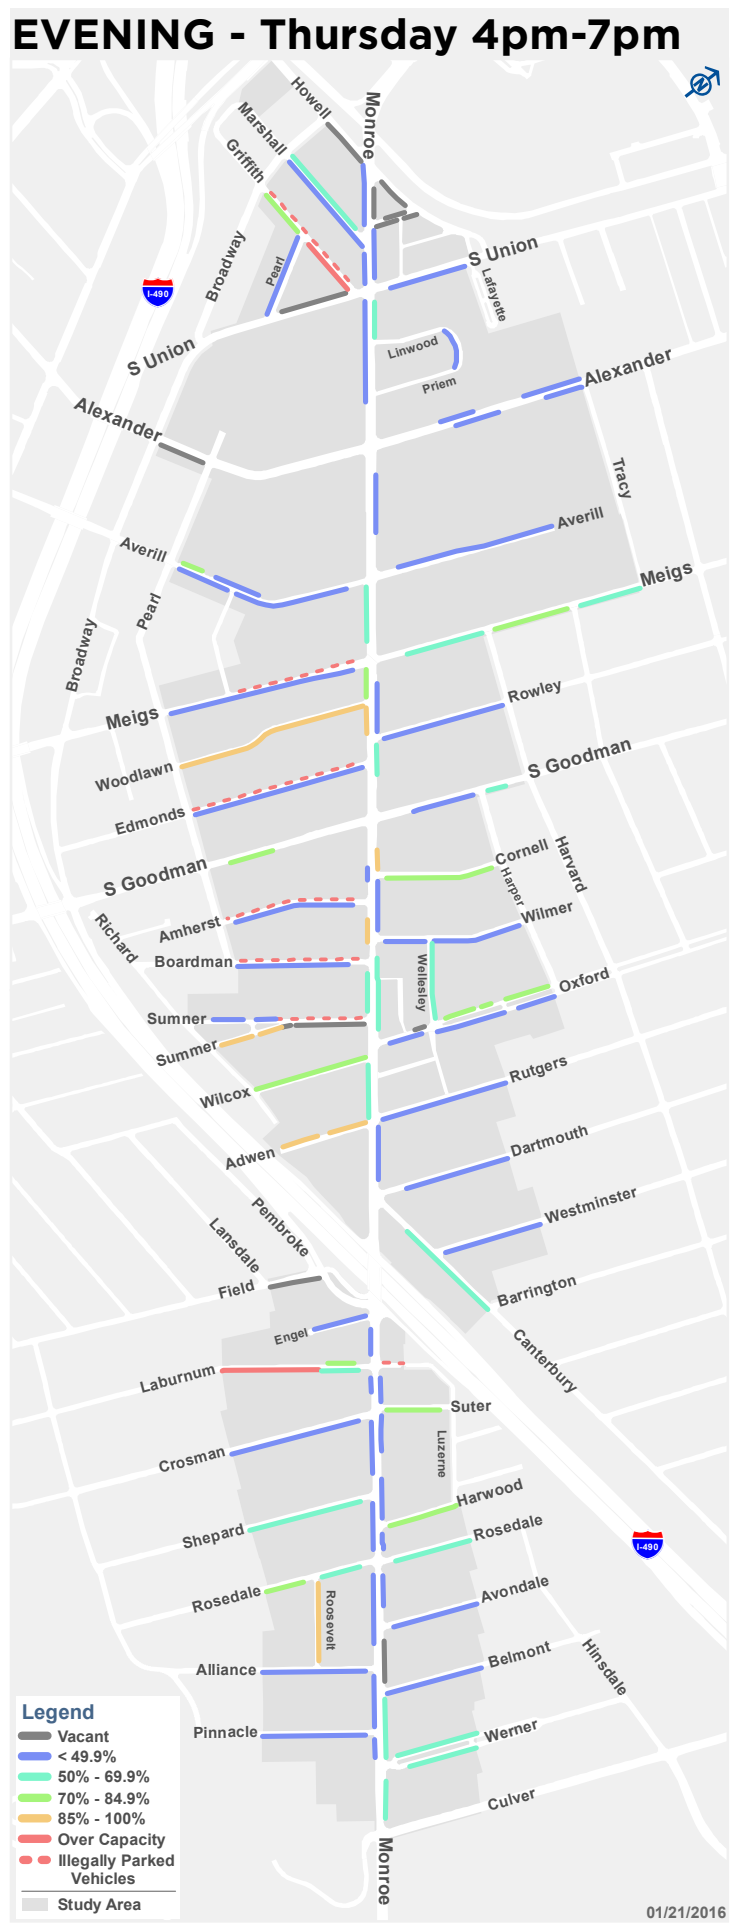 EVENING - Thursday 4pm-7pm
N
Howell
Monroe
Marshall
Griffith
Broadway
Pearl
I-490
S Union
Lafayette
S Union
Linwood
Priem
Alexander
Alexander
Tracy
Averill
Averill
Meigs
Pearl
Broadway
Rowley
Meigs
Woodlawn
S Goodman
Edmonds
S Goodman
Cornell
Harper
Harvard
Wilmer
Amherst
Richard
Boardman
Wellesley
Oxford
Sumner
Summer
Rutgers
Wilcox
Adwen
Dartmouth
Westminster
Pembroke
Lansdale
Field
Barrington
Engel
Canterbury
Laburnum
Suter
Luzerne
Crosman
Harwood
Shepard
Rosedale
I-490
Rosedale
Roosevelt
Avondale
Belmont
Hinsdale
Alliance
Pinnacle
Werner
Culver
Monroe
Legend
Vacant
< 49.9%
50% - 69.9%
70% - 84.9%
85% - 100%
Over Capacity
Illegally Parked
Vehicles
Study Area
01/21/2016